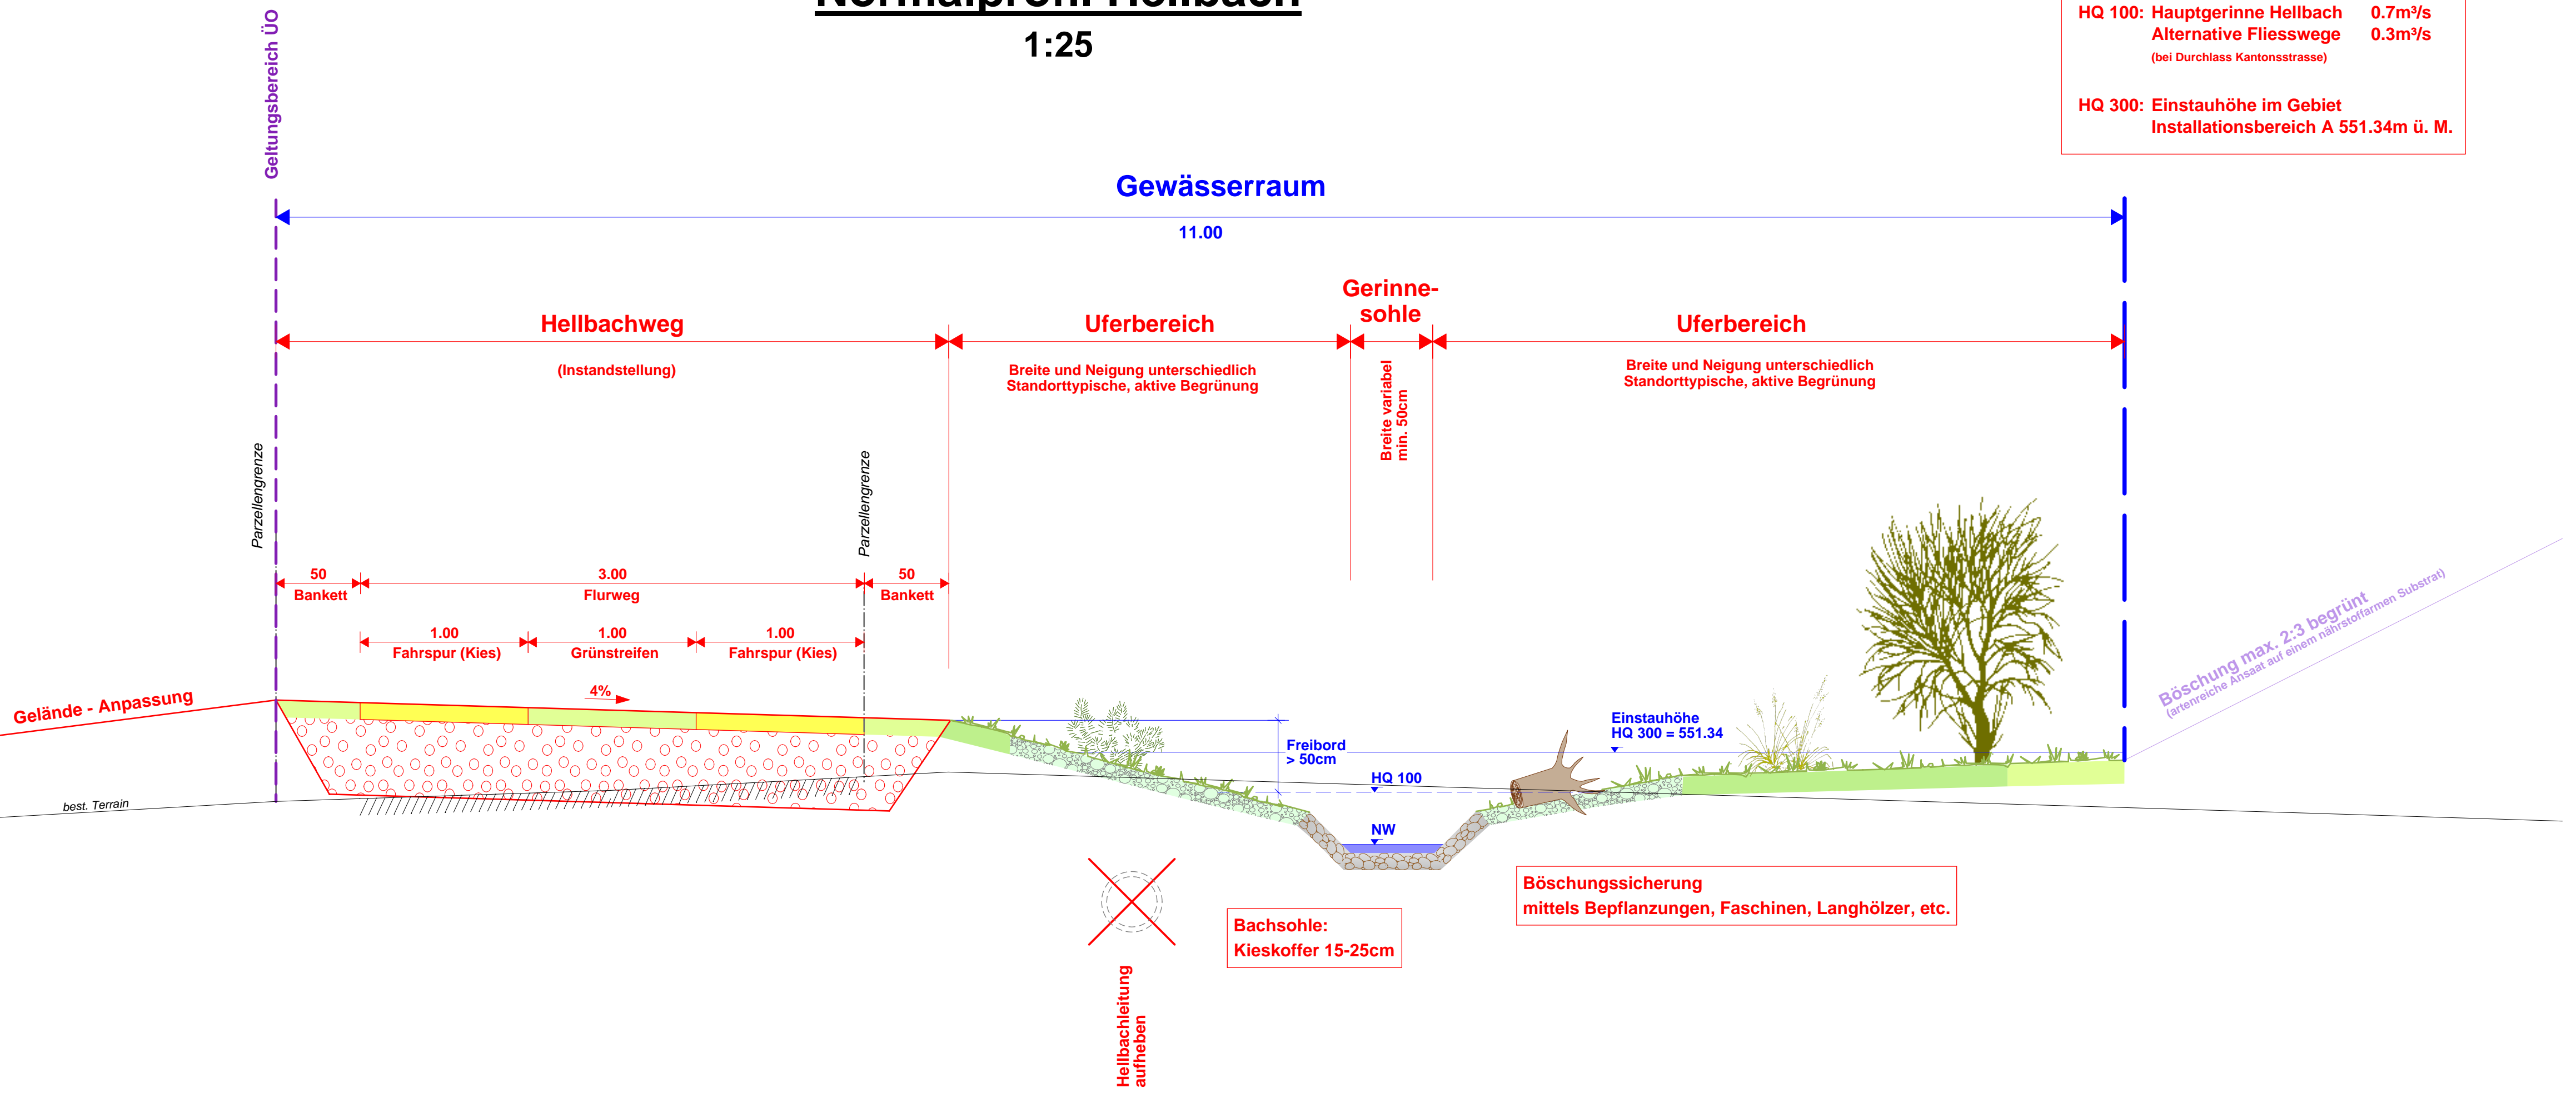 Normalprofil Hellbach
1:25
HQ 100: Hauptgerinne Hellbach 0.7m³/s
Alternative Fliesswege 0.3m³/s
(bei Durchlass Kantonsstrasse)
HQ 300: Einstauhöhe im Gebiet
Installationsbereich A 551.34m ü. M.
Geltungsbereich ÜO
Gewässerraum
11.00
Hellbachweg
(Instandstellung)
Uferbereich
Breite und Neigung unterschiedlich
Standorttypische, aktive Begrünung
Gerinne-
sohle
Breite variabel
min. 50cm
Uferbereich
Breite und Neigung unterschiedlich
Standorttypische, aktive Begrünung
Parzellengrenze
Parzellengrenze
50
Bankett
3.00
Flurweg
50
Bankett
1.00
Fahrspur (Kies)
1.00
Grünstreifen
1.00
Fahrspur (Kies)
4%
Gelände - Anpassung
best. Terrain
Freibord
> 50cm
HQ 100
NW
Einstauhöhe
HQ 300 = 551.34
Böschung max. 2:3 begrünt
(artenreiche Ansaat auf einem nährstoffarmen Substrat)
Böschungssicherung
mittels Bepflanzungen, Faschinen, Langhölzer, etc.
Bachsohle:
Kieskoffer 15-25cm
Hellbachleitung
aufheben